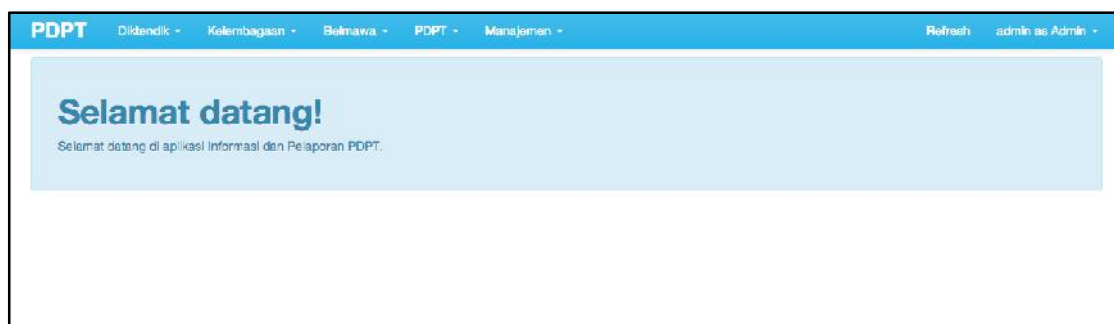 PDPT Diktendik Kelembagaan Belmawa PDPT Manajemen Refresh admin as Admin
Selamat datang!
Selamat datang di aplikasi Informasi dan Pelaporan PDPT.